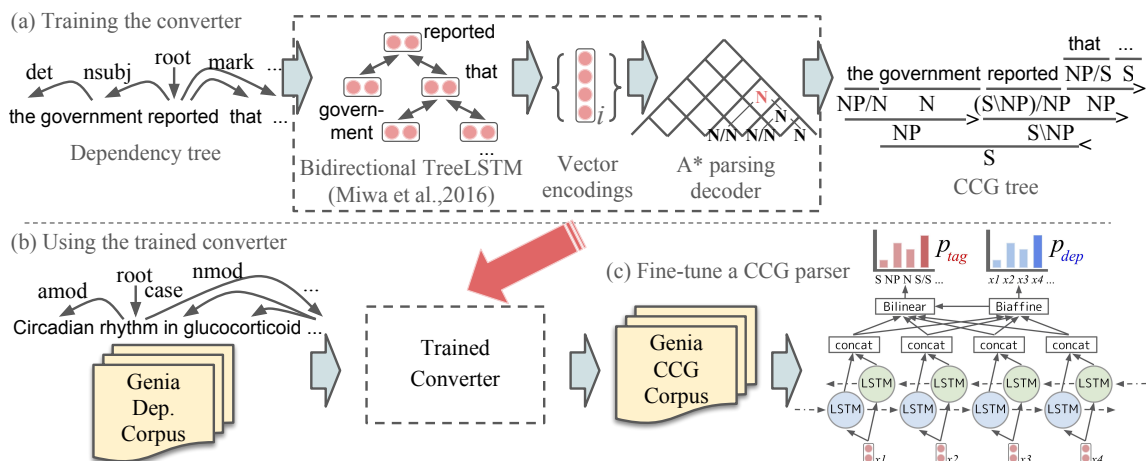 (a) Training the converter
det nsubj root mark ...
the government reported that ...
Dependency tree
reported
that
govern-
ment
...
Bidirectional TreeLSTM
(Miwa et al.,2016)
i
Vector
encodings
N
N
N/N N/N N
A* parsing
decoder
that ...
the government reported NP/S S
NP/N N (S\NP)/NP NP >
NP > S\NP >
S <
CCG tree
(b) Using the trained converter
root nmod
amod case ...
Circadian rhythm in glucocorticoid ...
Genia
Dep.
Corpus
Trained
Converter
(c) Fine-tune a CCG parser
Genia
CCG
Corpus
p tag
p dep
S NP N S/S ...
x1 x2 x3 x4 ...
Bilinear Biaffine
concat concat concat concat
LSTM LSTM LSTM LSTM
LSTM LSTM LSTM LSTM
x1 x2 x3 x4